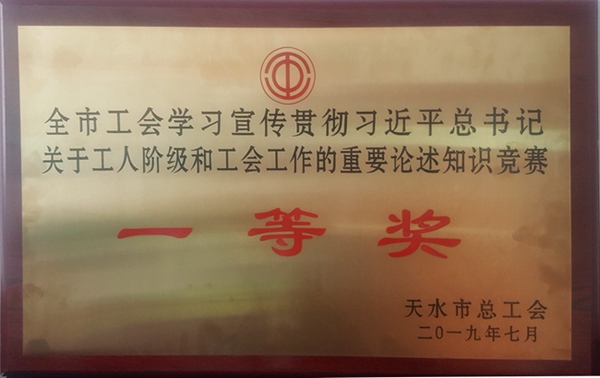 全市工会学习宣传贯彻习近平总书记
关于工人阶级和工会工作的重要论述知识竞赛
一等奖
天水市总工会
二0一九年七月